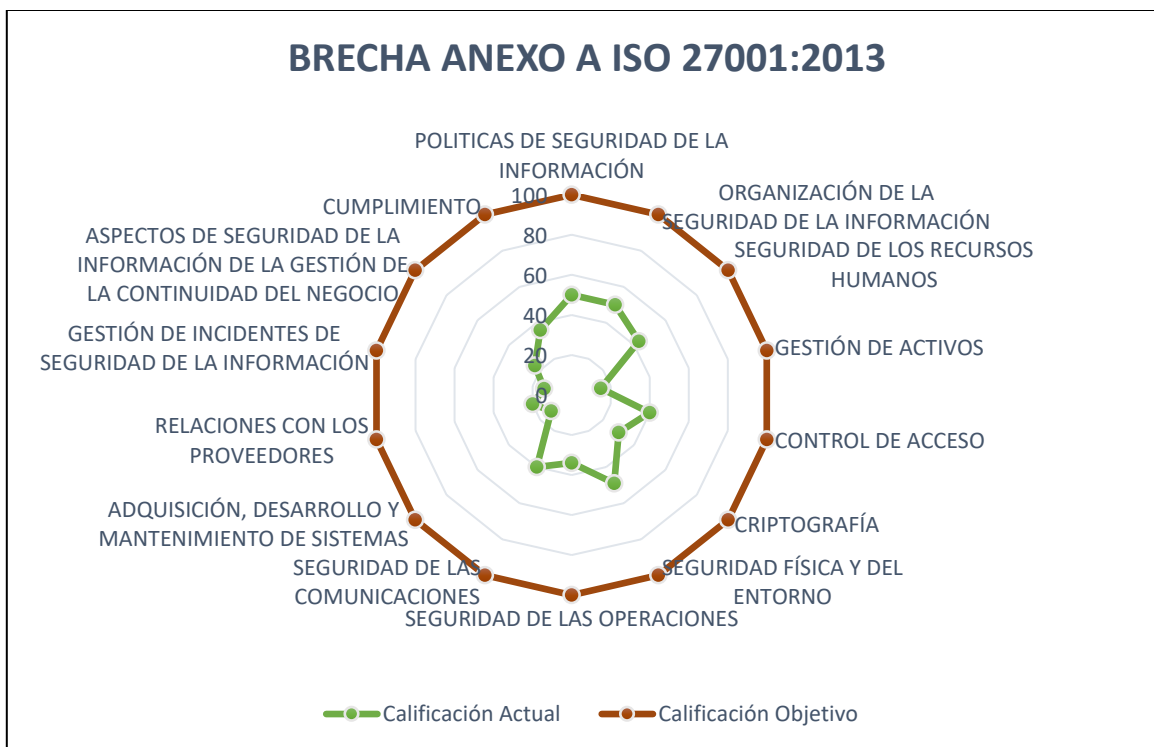 BRECHA ANEXO A ISO 27001:2013
POLITICAS DE SEGURIDAD DE LA
INFORMACIÓN
ORGANIZACIÓN DE LA
SEGURIDAD DE LA INFORMACIÓN
SEGURIDAD DE LOS RECURSOS
HUMANOS
GESTIÓN DE ACTIVOS
CONTROL DE ACCESO
CRIPTOGRAFÍA
SEGURIDAD FÍSICA Y DEL
ENTORNO
SEGURIDAD DE LAS OPERACIONES
SEGURIDAD DE LAS
COMUNICACIONES
ADQUISICIÓN, DESARROLLO Y
MANTENIMIENTO DE SISTEMAS
RELACIONES CON LOS
PROVEEDORES
GESTIÓN DE INCIDENTES DE
SEGURIDAD DE LA INFORMACIÓN
ASPECTOS DE SEGURIDAD DE LA
INFORMACIÓN DE LA GESTIÓN DE
LA CONTINUIDAD DEL NEGOCIO
CUMPLIMIENTO
100
80
60
40
20
0
Calificación Actual
Calificación Objetivo